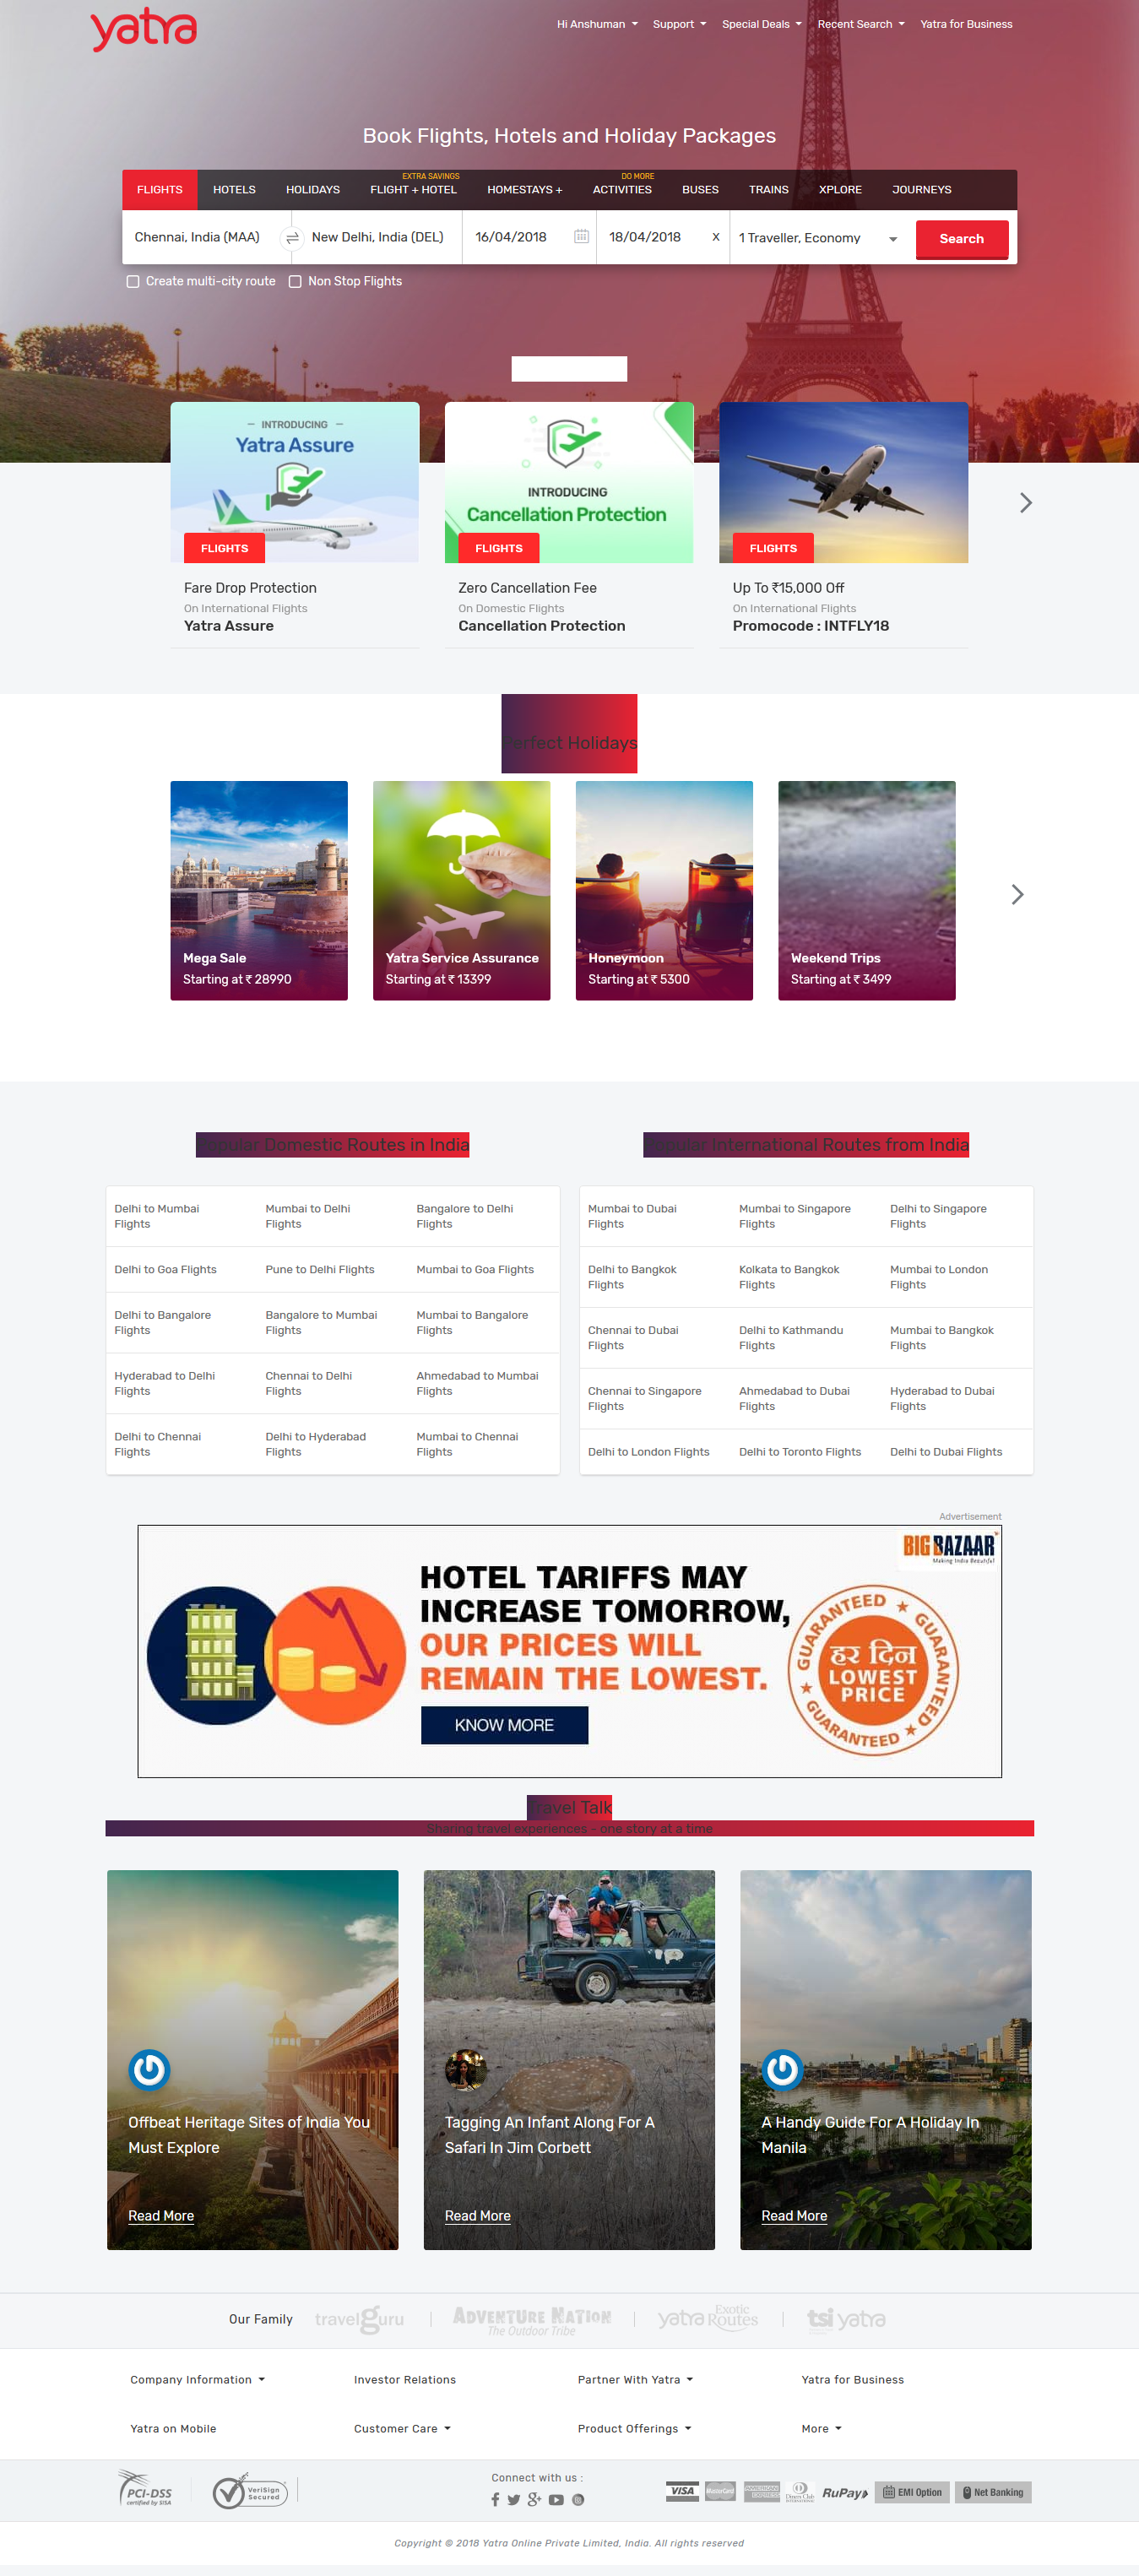 yatra
Hi Anshuman Support Special Deals Recent Search Yatra for Business
Book Flights, Hotels and Holiday Packages
EXTRA SAVINGS DO MORE
FLIGHTS HOTELS HOLIDAYS FLIGHT + HOTEL HOMESTAYS + ACTIVITIES BUSES TRAINS XPLORE JOURNEYS
Chennai, India (MAA) New Delhi, India (DEL) 16/04/2018 18/04/2018 X 1 Traveller, Economy Search
Create multi-city route Non Stop Flights
INTRODUCING
Yatra Assure
FLIGHTS
Fare Drop Protection
On International Flights
Yatra Assure
INTRODUCING
Cancellation Protection
FLIGHTS
Zero Cancellation Fee
On Domestic Flights
Cancellation Protection
FLIGHTS
Up To ₹15,000 Off
On International Flights
Promocode : INTFLY18
Perfect Holidays
Mega Sale
Starting at ₹ 28990
Yatra Service Assurance
Starting at ₹ 13399
Honeymoon
Starting at ₹ 5300
Weekend Trips
Starting at ₹ 3499
Popular Domestic Routes in India
Delhi to Mumbai Flights
Mumbai to Delhi Flights
Bangalore to Delhi Flights
Delhi to Goa Flights
Pune to Delhi Flights
Mumbai to Goa Flights
Delhi to Bangalore Flights
Bangalore to Mumbai Flights
Mumbai to Bangalore Flights
Hyderabad to Delhi Flights
Chennai to Delhi Flights
Ahmedabad to Mumbai Flights
Delhi to Chennai Flights
Delhi to Hyderabad Flights
Mumbai to Chennai Flights
Popular International Routes from India
Mumbai to Dubai Flights
Mumbai to Singapore Flights
Delhi to Singapore Flights
Delhi to Bangkok Flights
Kolkata to Bangkok Flights
Mumbai to London Flights
Chennai to Dubai Flights
Delhi to Kathmandu Flights
Mumbai to Bangkok Flights
Chennai to Singapore Flights
Ahmedabad to Dubai Flights
Hyderabad to Dubai Flights
Delhi to London Flights
Delhi to Toronto Flights
Delhi to Dubai Flights
Advertisement
BIG BAZAAR
Making India Beautiful
HOTEL TARIFFS MAY
INCREASE TOMORROW,
OUR PRICES WILL
REMAIN THE LOWEST.
KNOW MORE
GUARANTEED ★ GUARANTEED ★ GUARANTEED ★
हर दिन
LOWEST
PRICE
Travel Talk
Sharing travel experiences - one story at a time
Offbeat Heritage Sites of India You
Must Explore
Read More
Tagging An Infant Along For A
Safari In Jim Corbett
Read More
A Handy Guide For A Holiday In
Manila
Read More
Our Family travelguru ADVENTURE NATION The Outdoor Tribe yatra Exotic Routes tsi yatra
Company Information Investor Relations Partner With Yatra Yatra for Business
Yatra on Mobile Customer Care Product Offerings More
PCI-DSS
certified by SISA
VeriSign
Secured
Connect with us :
VISA MasterCard AMERICAN EXPRESS Diners Club INTERNATIONAL RuPay EMI Option Net Banking
Copyright © 2018 Yatra Online Private Limited, India. All rights reserved